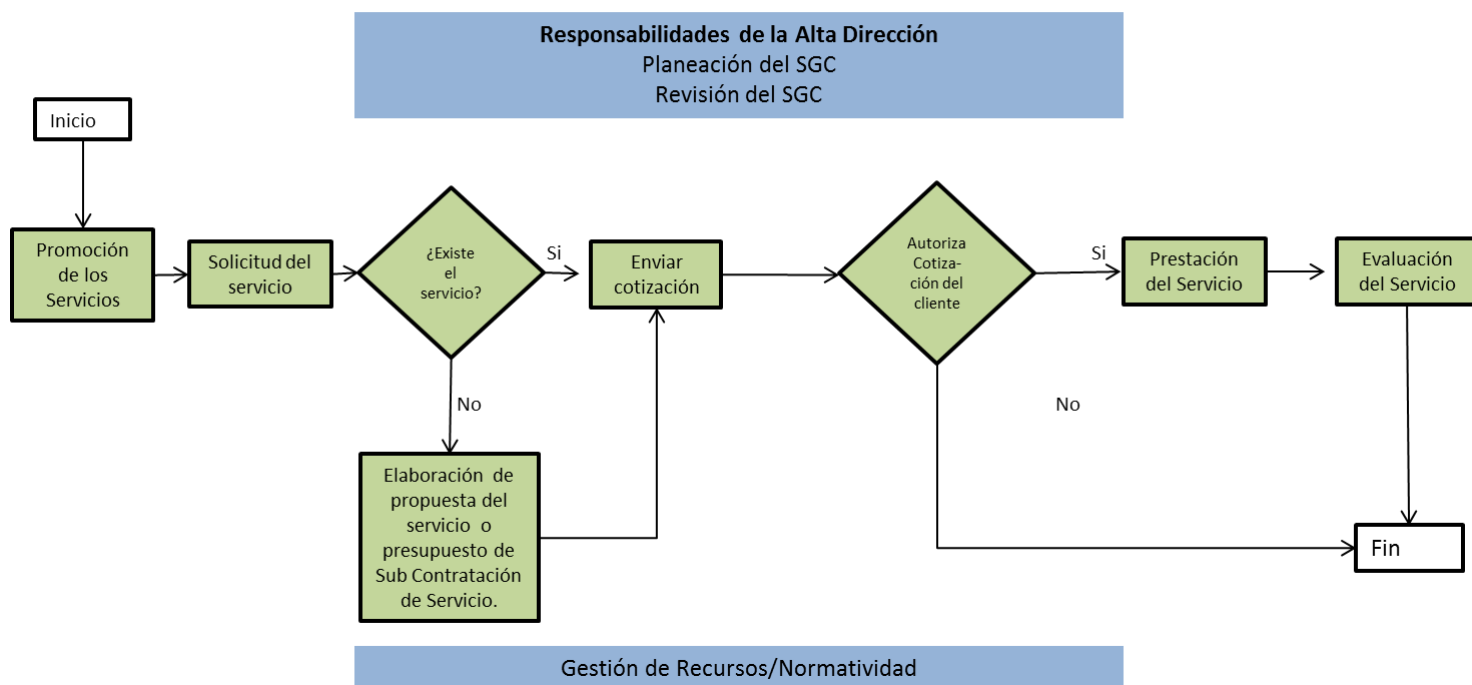 Responsabilidades de la Alta Dirección
Planeación del SGC
Revisión del SGC
Inicio
Promoción
de los
Servicios
Solicitud del
servicio
¿Existe
el
servicio?
Si
No
Enviar
cotización
Autoriza
Cotiza-
ción del
cliente
Si
No
Prestación
del Servicio
Evaluación
del Servicio
Elaboración de
propuesta del
servicio o
presupuesto de
Sub Contratación
de Servicio.
Fin
Gestión de Recursos/Normatividad